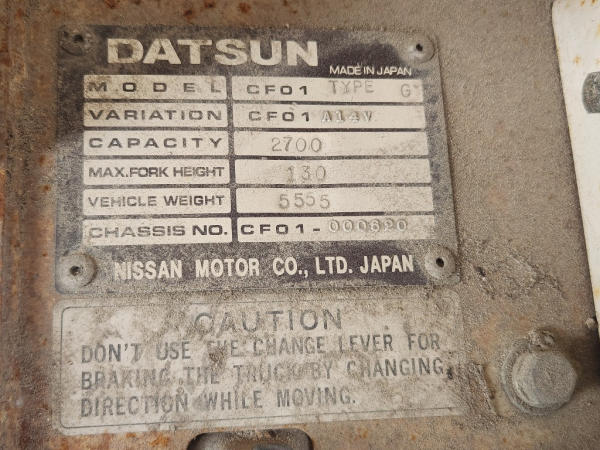 DATSUN
MADE IN JAPAN
MODEL CF01 TYPE G
VARIATION CF01 A14V
CAPACITY 2700
MAX.FORK HEIGHT 130
VEHICLE WEIGHT 5555
CHASSIS NO. CF01-000620
NISSAN MOTOR CO., LTD. JAPAN
CAUTION
DON'T USE THE CHANGE LEVER FOR
BRAKING THE TRUCK BY CHANGING
DIRECTION WHILE MOVING.